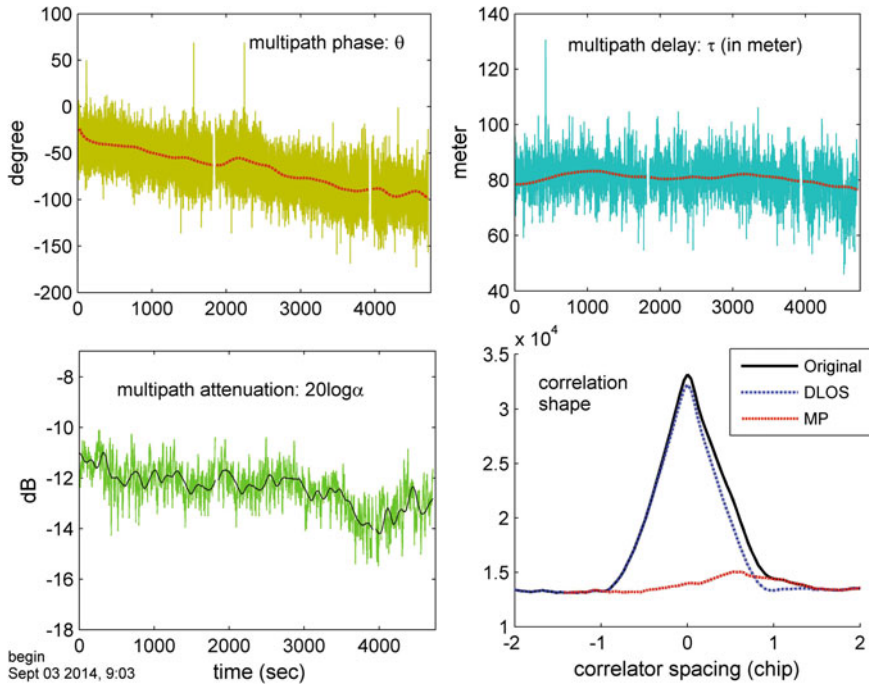 multipath phase: θ
degree
100
50
0
-50
-100
-150
-200
0 1000 2000 3000 4000
multipath delay: τ (in meter)
meter
140
120
100
80
60
40
0 1000 2000 3000 4000
multipath attenuation: 20logα
dB
-8
-10
-12
-14
-16
-18
0 1000 2000 3000 4000
time (sec)
begin
Sept 03 2014, 9:03
x 10⁴
3.5
3
2.5
2
1.5
1
correlation
shape
Original
DLOS
MP
-2 -1 0 1 2
correlator spacing (chip)